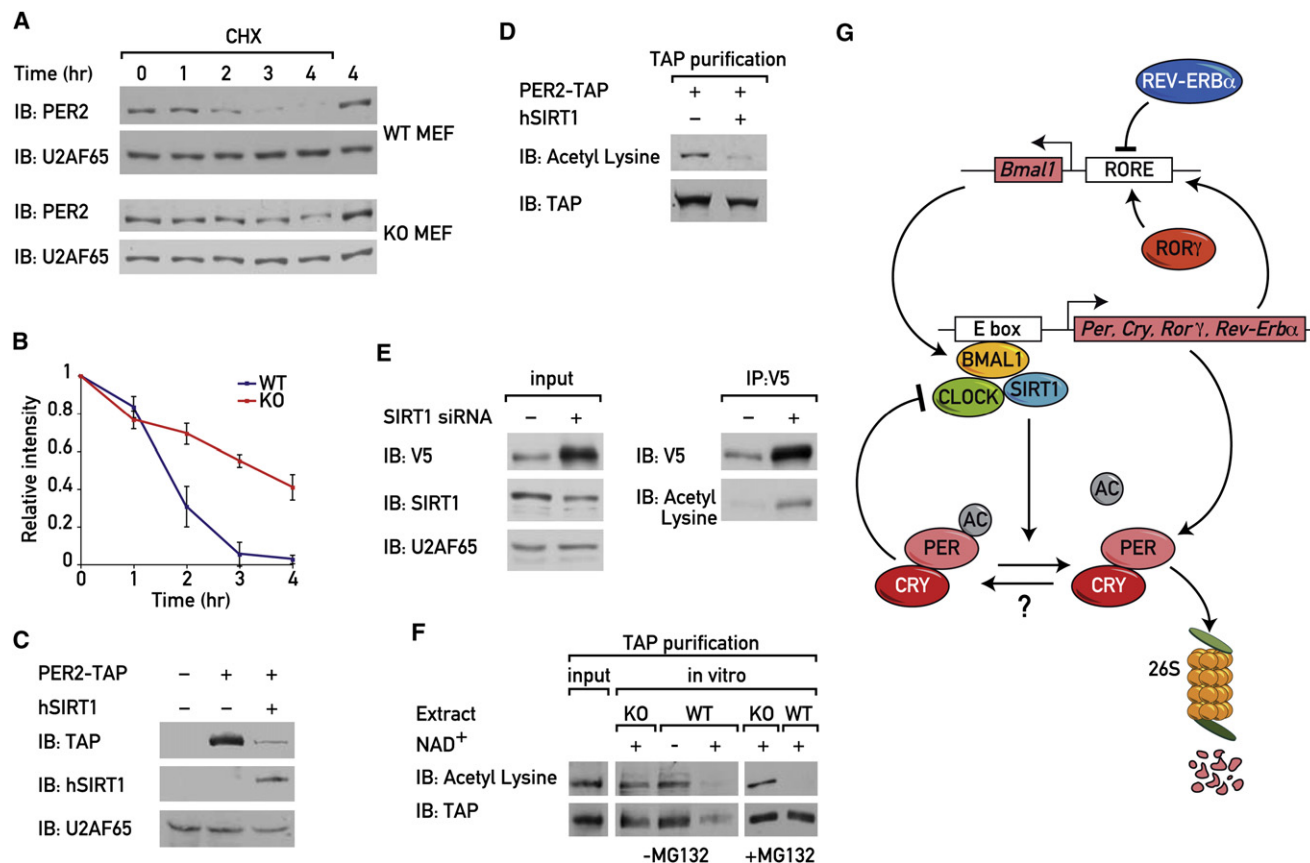 A
CHX
Time (hr) 0 1 2 3 4 4
IB: PER2
WT MEF
IB: U2AF65
IB: PER2
KO MEF
IB: U2AF65
B
WT
KO
Relative intensity
1
0.8
0.6
0.4
0.2
0
0 1 2 3 4
Time (hr)
C
PER2-TAP – + +
hSIRT1 – – +
IB: TAP
IB: hSIRT1
IB: U2AF65
D
TAP purification
PER2-TAP + +
hSIRT1 – +
IB: Acetyl Lysine
IB: TAP
E
input
SIRT1 siRNA – +
IB: V5
IB: SIRT1
IB: U2AF65
IP:V5
– +
IB: V5
IB: Acetyl
Lysine
F
TAP purification
input in vitro
Extract KO WT KO WT
NAD+ + - + + +
IB: Acetyl Lysine
IB: TAP
-MG132 +MG132
G
REV-ERBα
Bmal1 RORE
RORγ
E box Per, Cry, Ror γ, Rev-Erbα
BMAL1
CLOCK SIRT1
AC
AC
PER PER
CRY CRY
?
26S